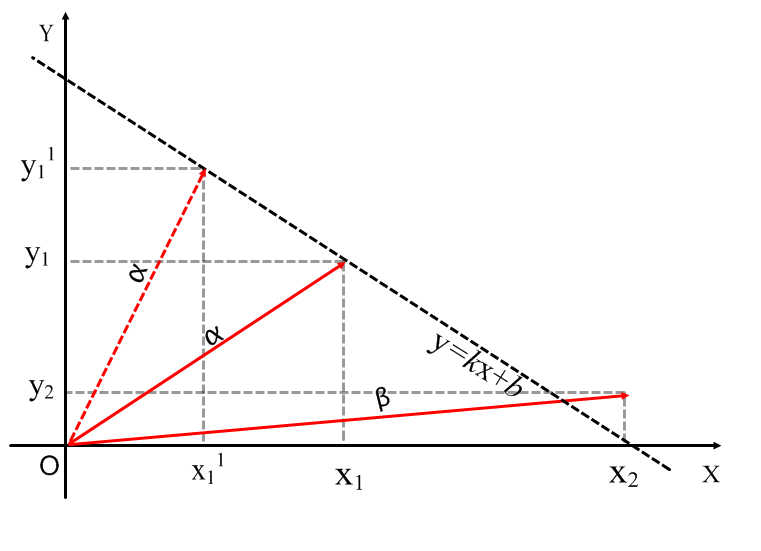 Y
y₁¹
α
y₁
α
y=kx+b
y₂
β
O
x₁¹
x₁
x₂
X